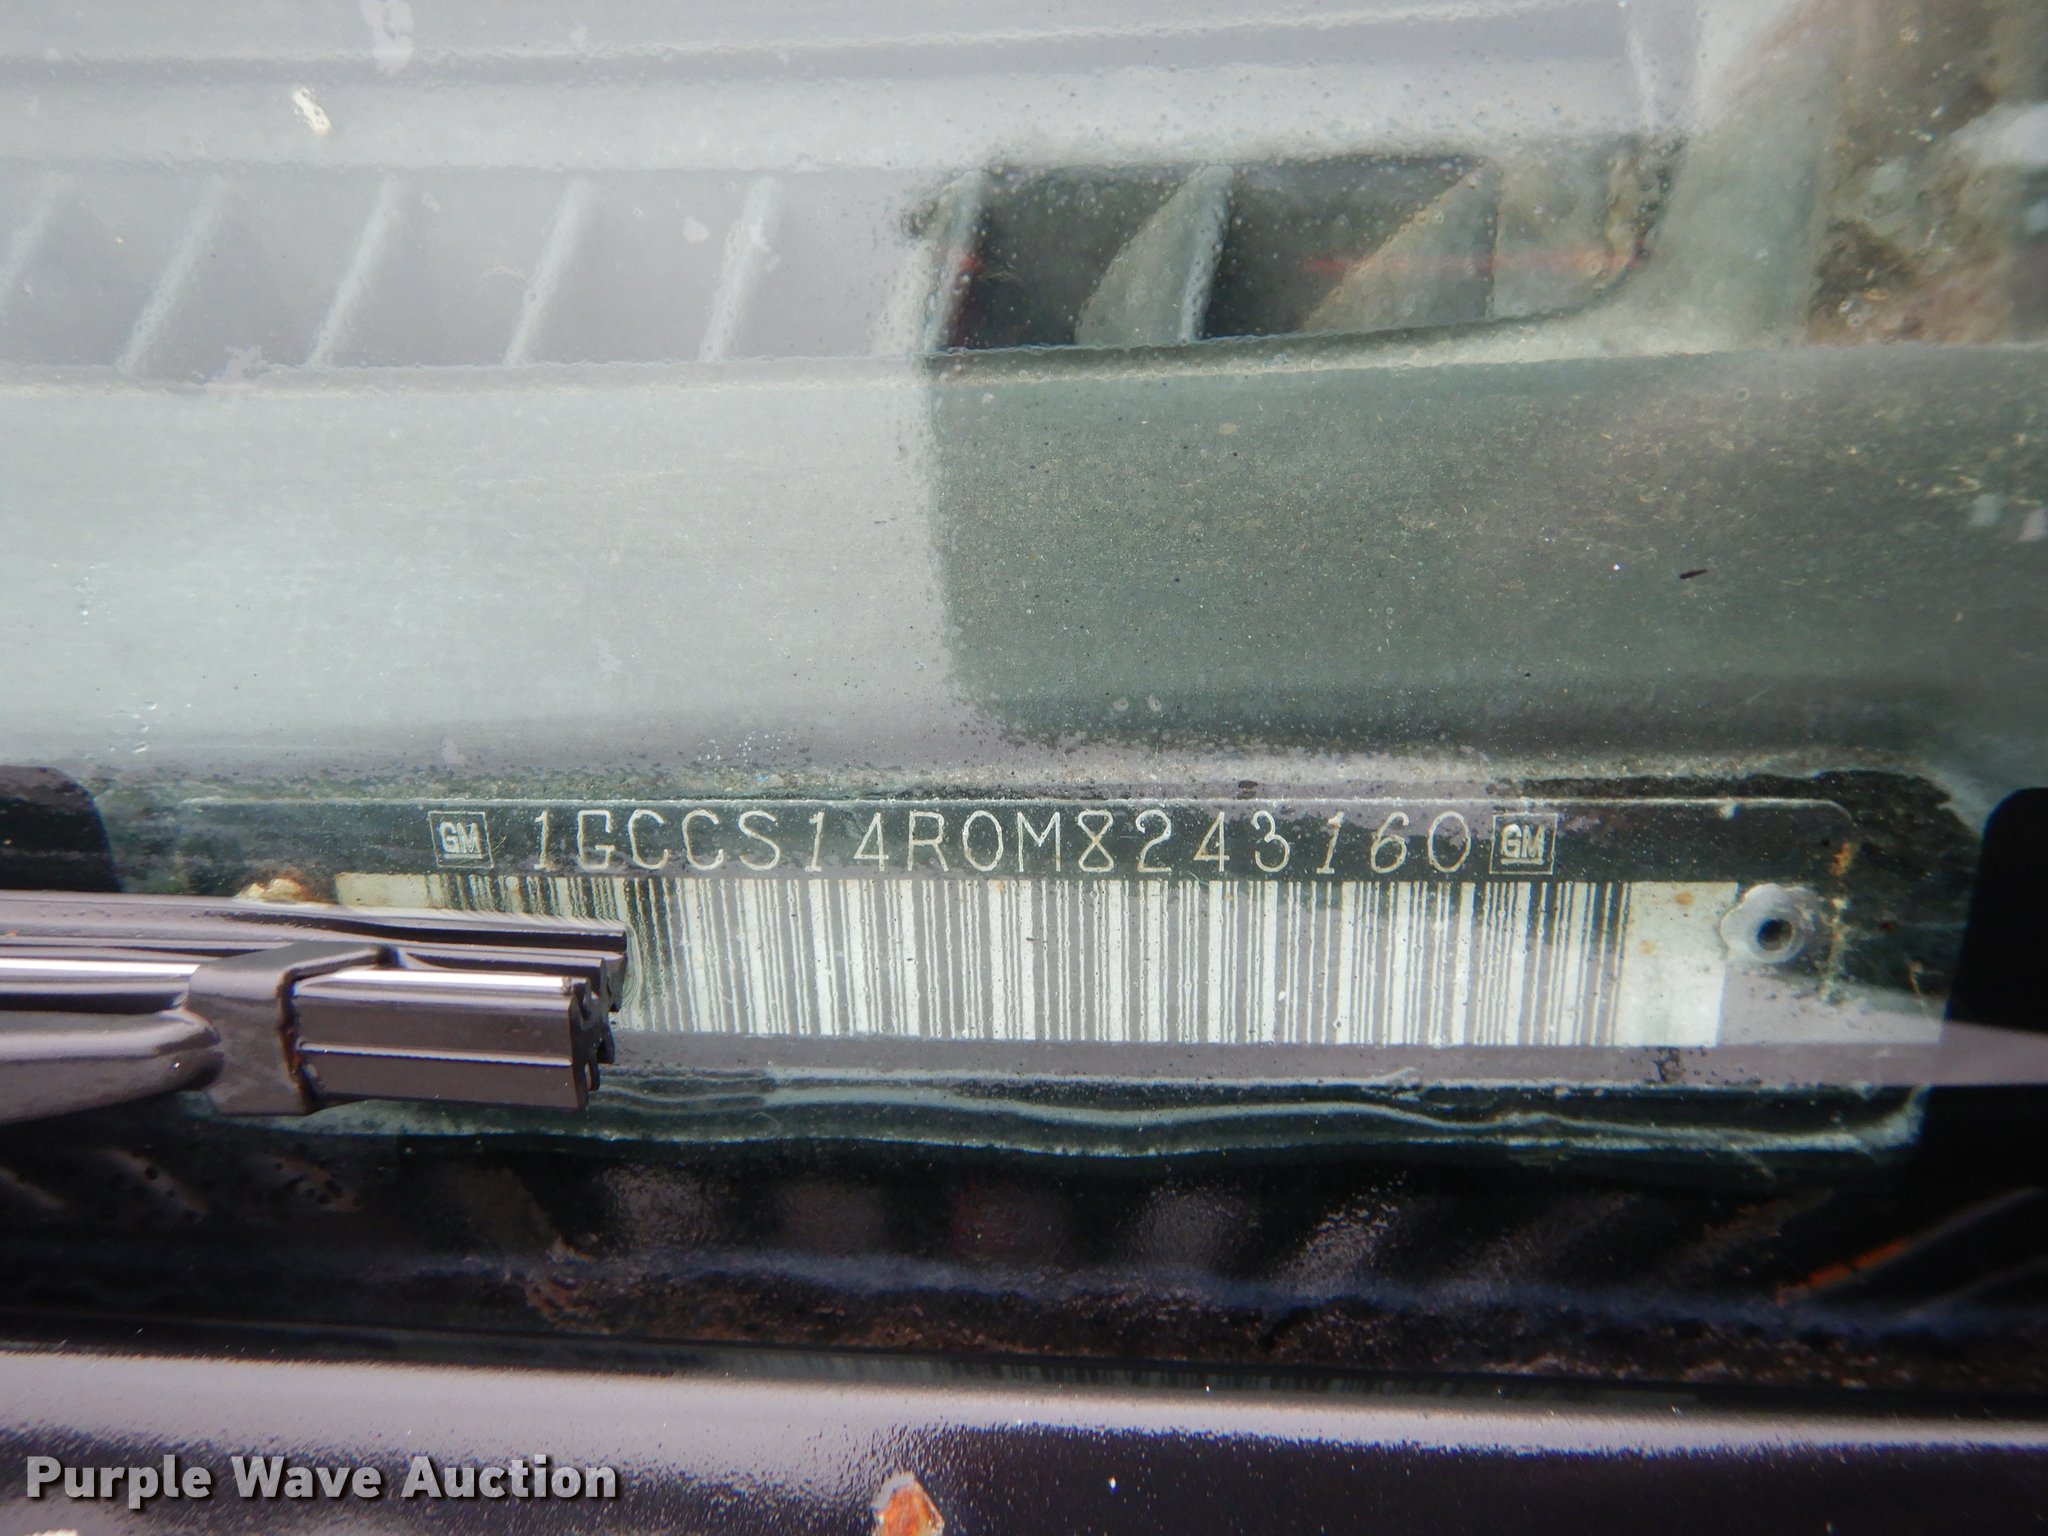 GM 1GCCS14R0M8243160 GM
Purple Wave Auction